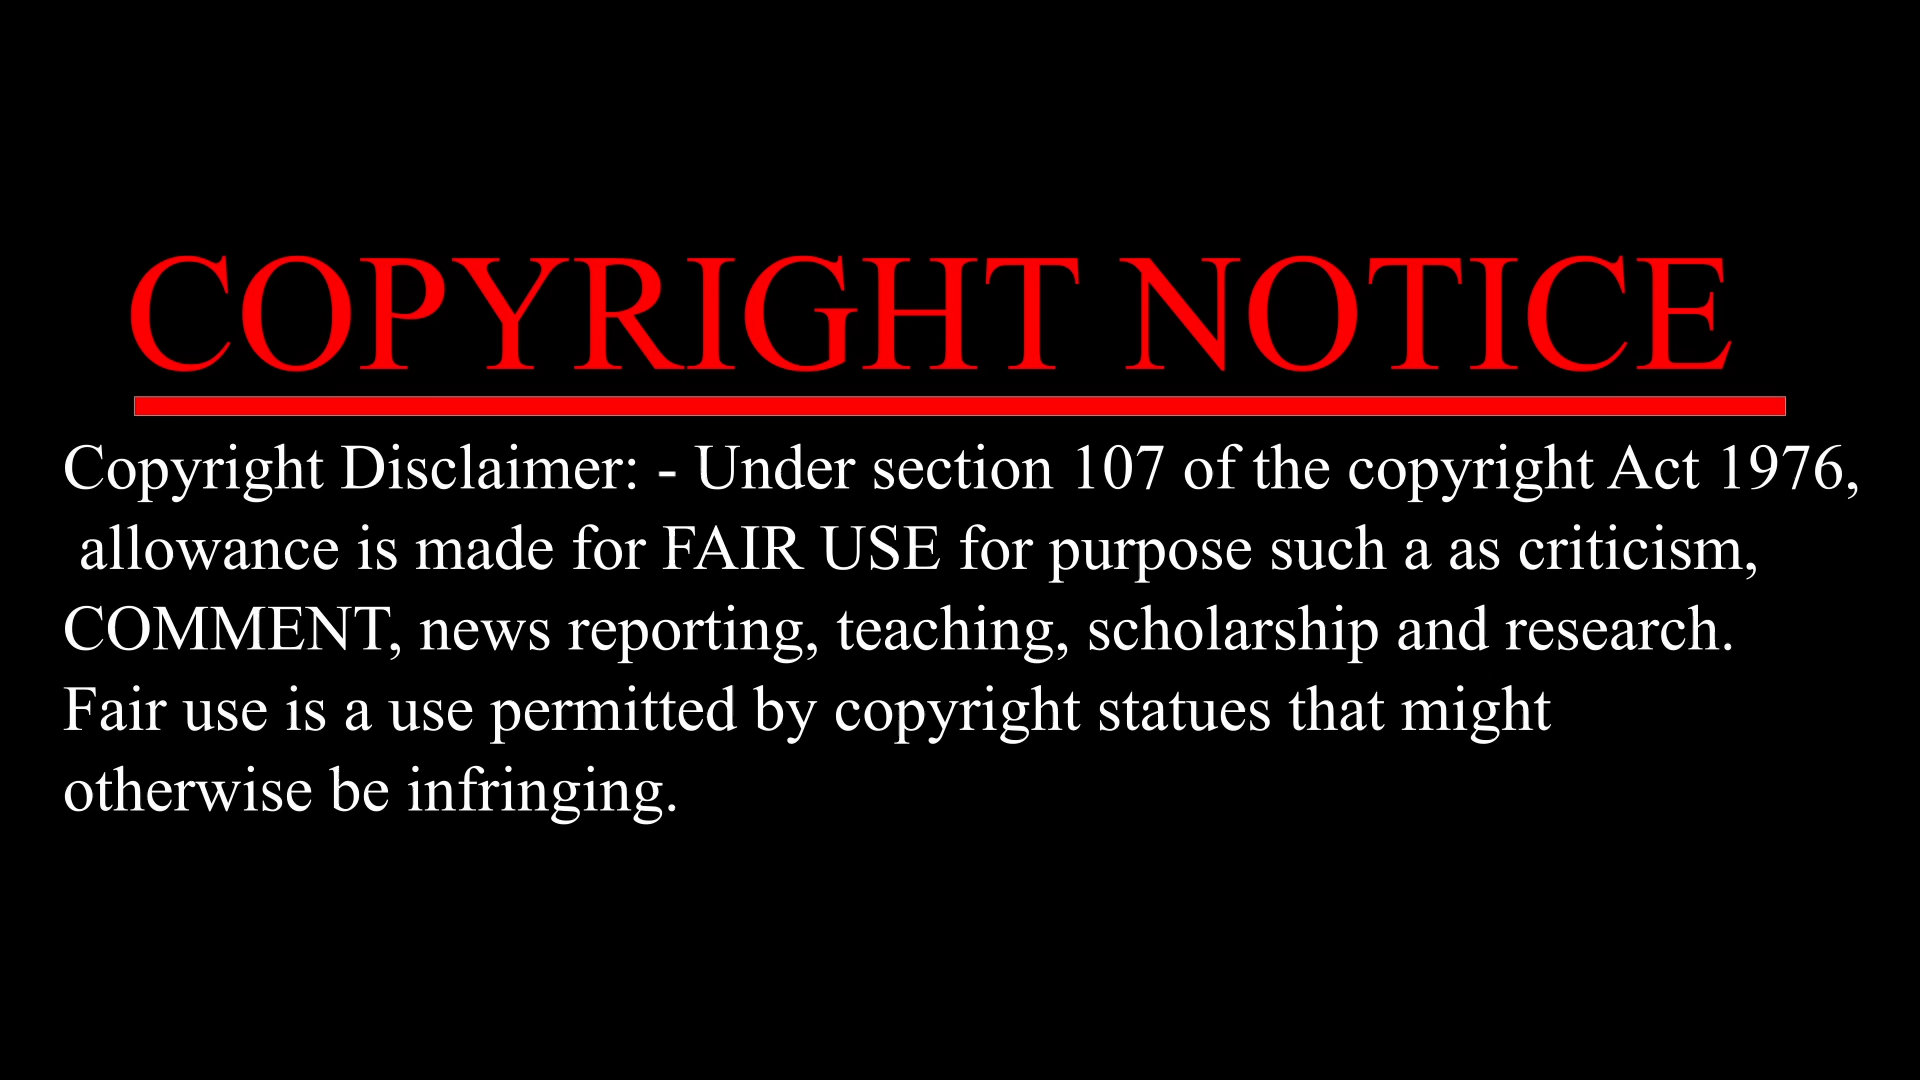 COPYRIGHT NOTICE
Copyright Disclaimer: - Under section 107 of the copyright Act 1976,
allowance is made for FAIR USE for purpose such a as criticism,
COMMENT, news reporting, teaching, scholarship and research.
Fair use is a use permitted by copyright statues that might
otherwise be infringing.